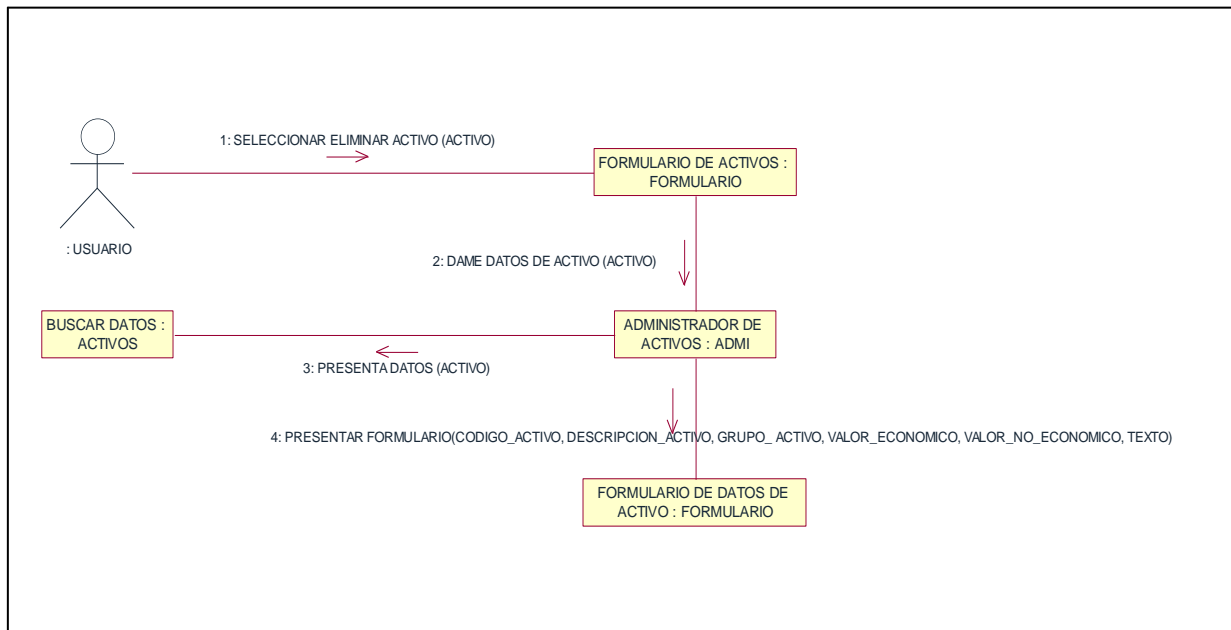 1: SELECCIONAR ELIMINAR ACTIVO (ACTIVO)
FORMULARIO DE ACTIVOS :
FORMULARIO
: USUARIO
2: DAME DATOS DE ACTIVO (ACTIVO)
BUSCAR DATOS :
ACTIVOS
ADMINISTRADOR DE
ACTIVOS : ADMI
3: PRESENTA DATOS (ACTIVO)
4: PRESENTAR FORMULARIO(CODIGO_ACTIVO, DESCRIPCION_ACTIVO, GRUPO_ ACTIVO, VALOR_ECONOMICO, VALOR_NO_ECONOMICO, TEXTO)
FORMULARIO DE DATOS DE
ACTIVO : FORMULARIO